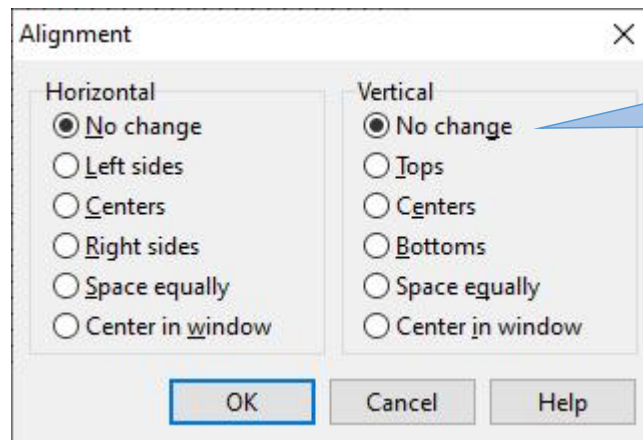 Alignment
Horizontal
No change
Left sides
Centers
Right sides
Space equally
Center in window
Vertical
No change
Tops
Centers
Bottoms
Space equally
Center in window
OK
Cancel
Help